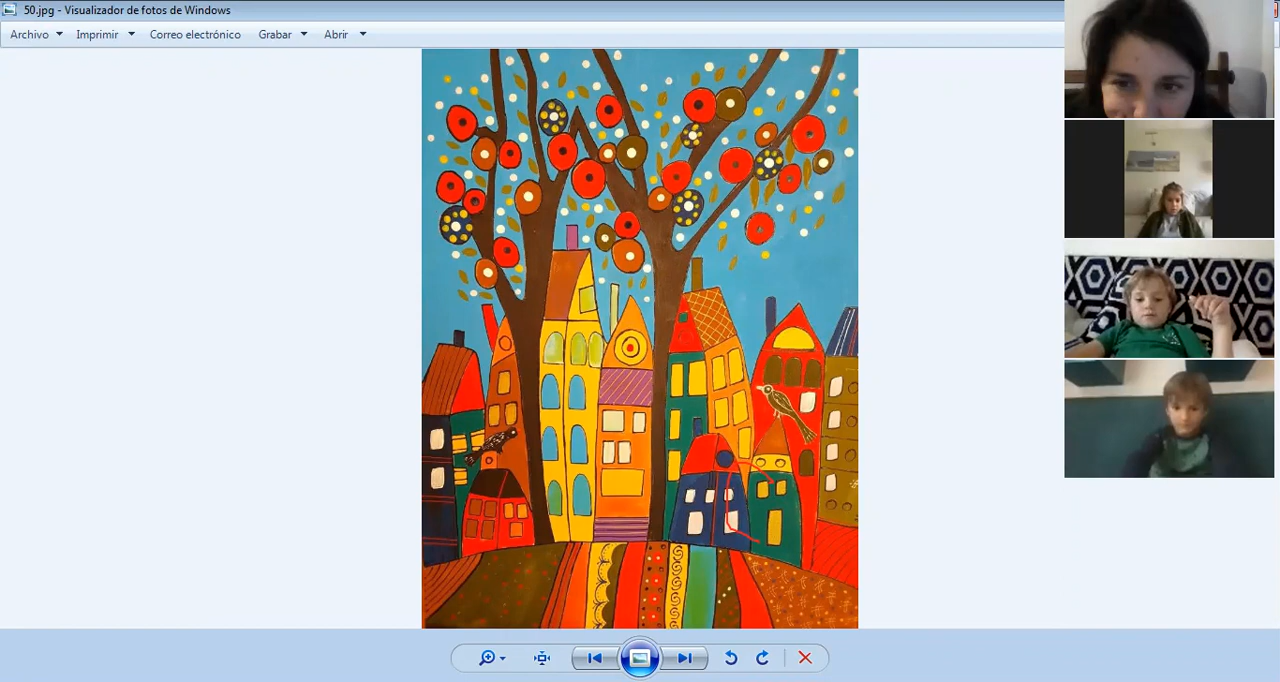 50.jpg - Visualizador de fotos de Windows
Archivo Imprimir Correo electrónico Grabar Abrir